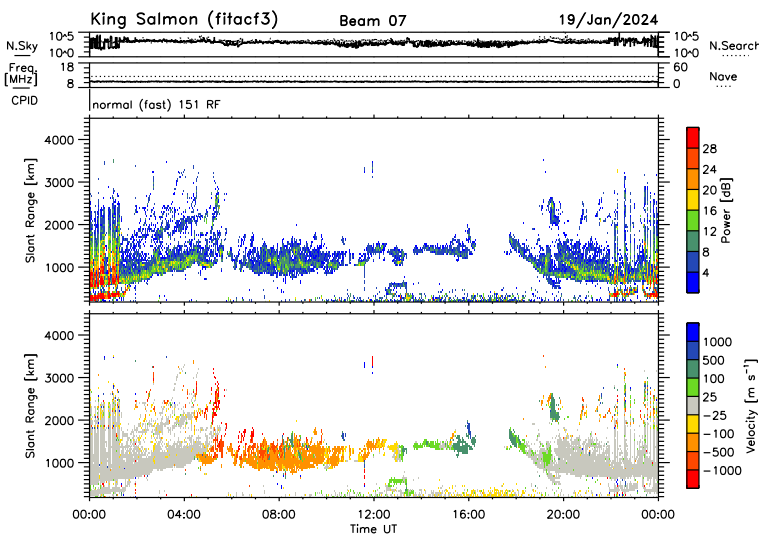 King Salmon (fitacf3) Beam 07 19/Jan/2024
N.Sky 10^5 10^0 10^5 10^0 N.Search
Freq. [MHz] 18 8 60 0 Nave
CPID normal (fast) 151 RF
Slant Range [km]
4000
3000
2000
1000
28
24
20
16
12
8
4
Power [dB]
Slant Range [km]
4000
3000
2000
1000
1000
500
100
25
-25
-100
-500
-1000
Velocity [m s⁻¹]
00:00 04:00 08:00 12:00 16:00 20:00 00:00
Time UT